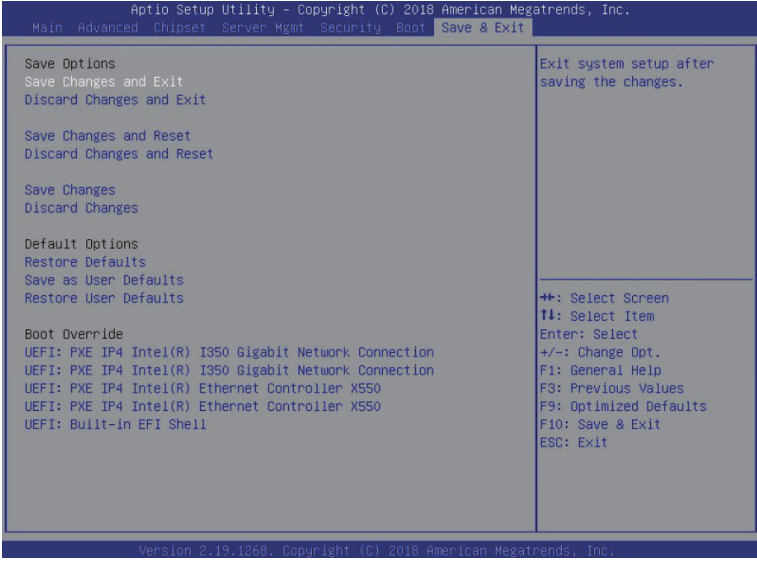 Aptio Setup Utility – Copyright (C) 2018 American Megatrends, Inc.
Main Advanced Chipset Server Mgmt Security Boot Save & Exit
Save Options
Save Changes and Exit
Discard Changes and Exit
Save Changes and Reset
Discard Changes and Reset
Save Changes
Discard Changes
Default Options
Restore Defaults
Save as User Defaults
Restore User Defaults
Boot Override
UEFI: PXE IP4 Intel(R) I350 Gigabit Network Connection
UEFI: PXE IP4 Intel(R) I350 Gigabit Network Connection
UEFI: PXE IP4 Intel(R) Ethernet Controller X550
UEFI: PXE IP4 Intel(R) Ethernet Controller X550
UEFI: Built-in EFI Shell
Exit system setup after
saving the changes.
→←: Select Screen
↑↓: Select Item
Enter: Select
+/-: Change Opt.
F1: General Help
F3: Previous Values
F9: Optimized Defaults
F10: Save & Exit
ESC: Exit
Version 2.19.1268. Copyright (C) 2018 American Megatrends, Inc.